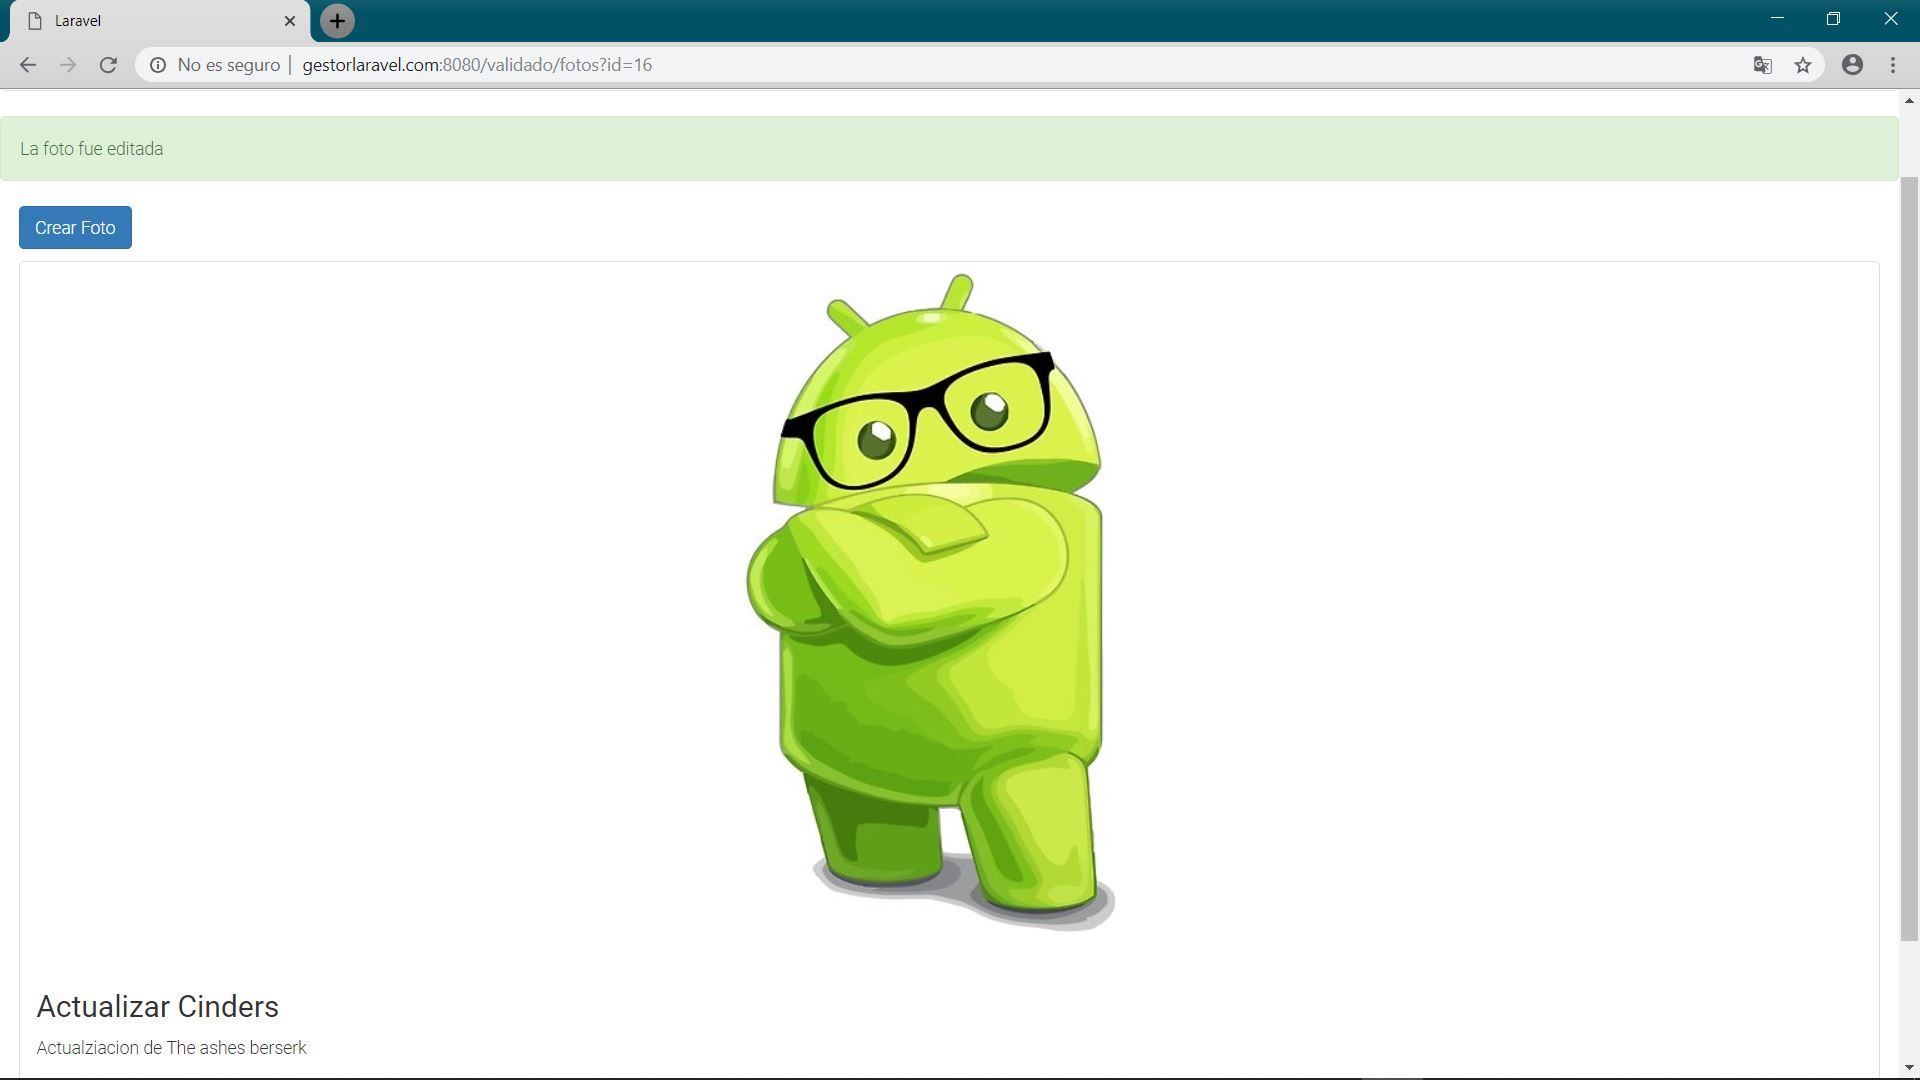 Laravel
No es seguro | gestorlaravel.com:8080/validado/fotos?id=16
La foto fue editada
Crear Foto
Actualizar Cinders
Actualziacion de The ashes berserk